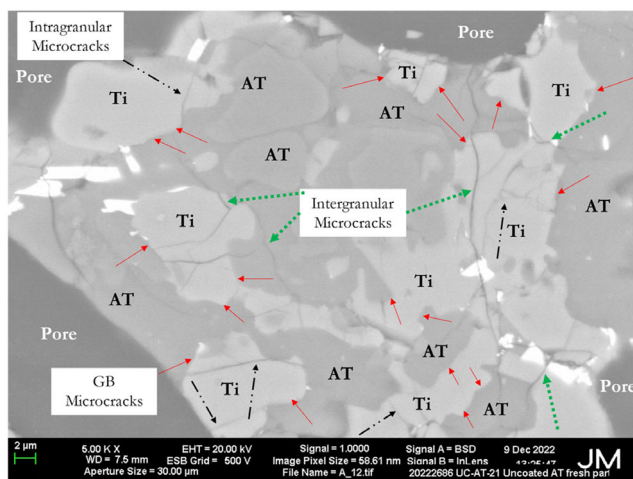 Intragranular
Microcracks
Pore
Pore
Ti
Ti
Ti
AT
AT
AT
Intergranular
Microcracks
Ti
AT
Ti
AT
Ti
Pore
AT
GB
Microcracks
Ti
AT
Ti
AT
Pore
2 µm
5.00 K X
EHT = 20.00 kV
Signal = 1.0000
Signal A = BSD
9 Dec 2022
WD = 7.5 mm
ESB Grid = 500 V
Image Pixel Size = 58.61 nm
Signal B = InLens
Aperture Size = 30.00 µm
File Name = A_12.tif
20222686 UC-AT-21 Uncoated AT fresh part
JM